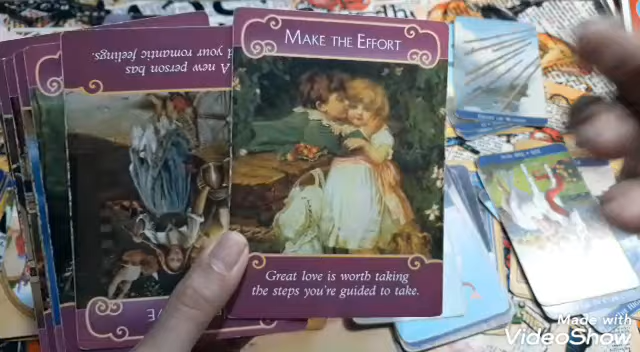 MAKE THE EFFORT
Great love is worth taking
the steps you're guided to take.
A new person has
d your romantic feelings.
Made with
VideoShow